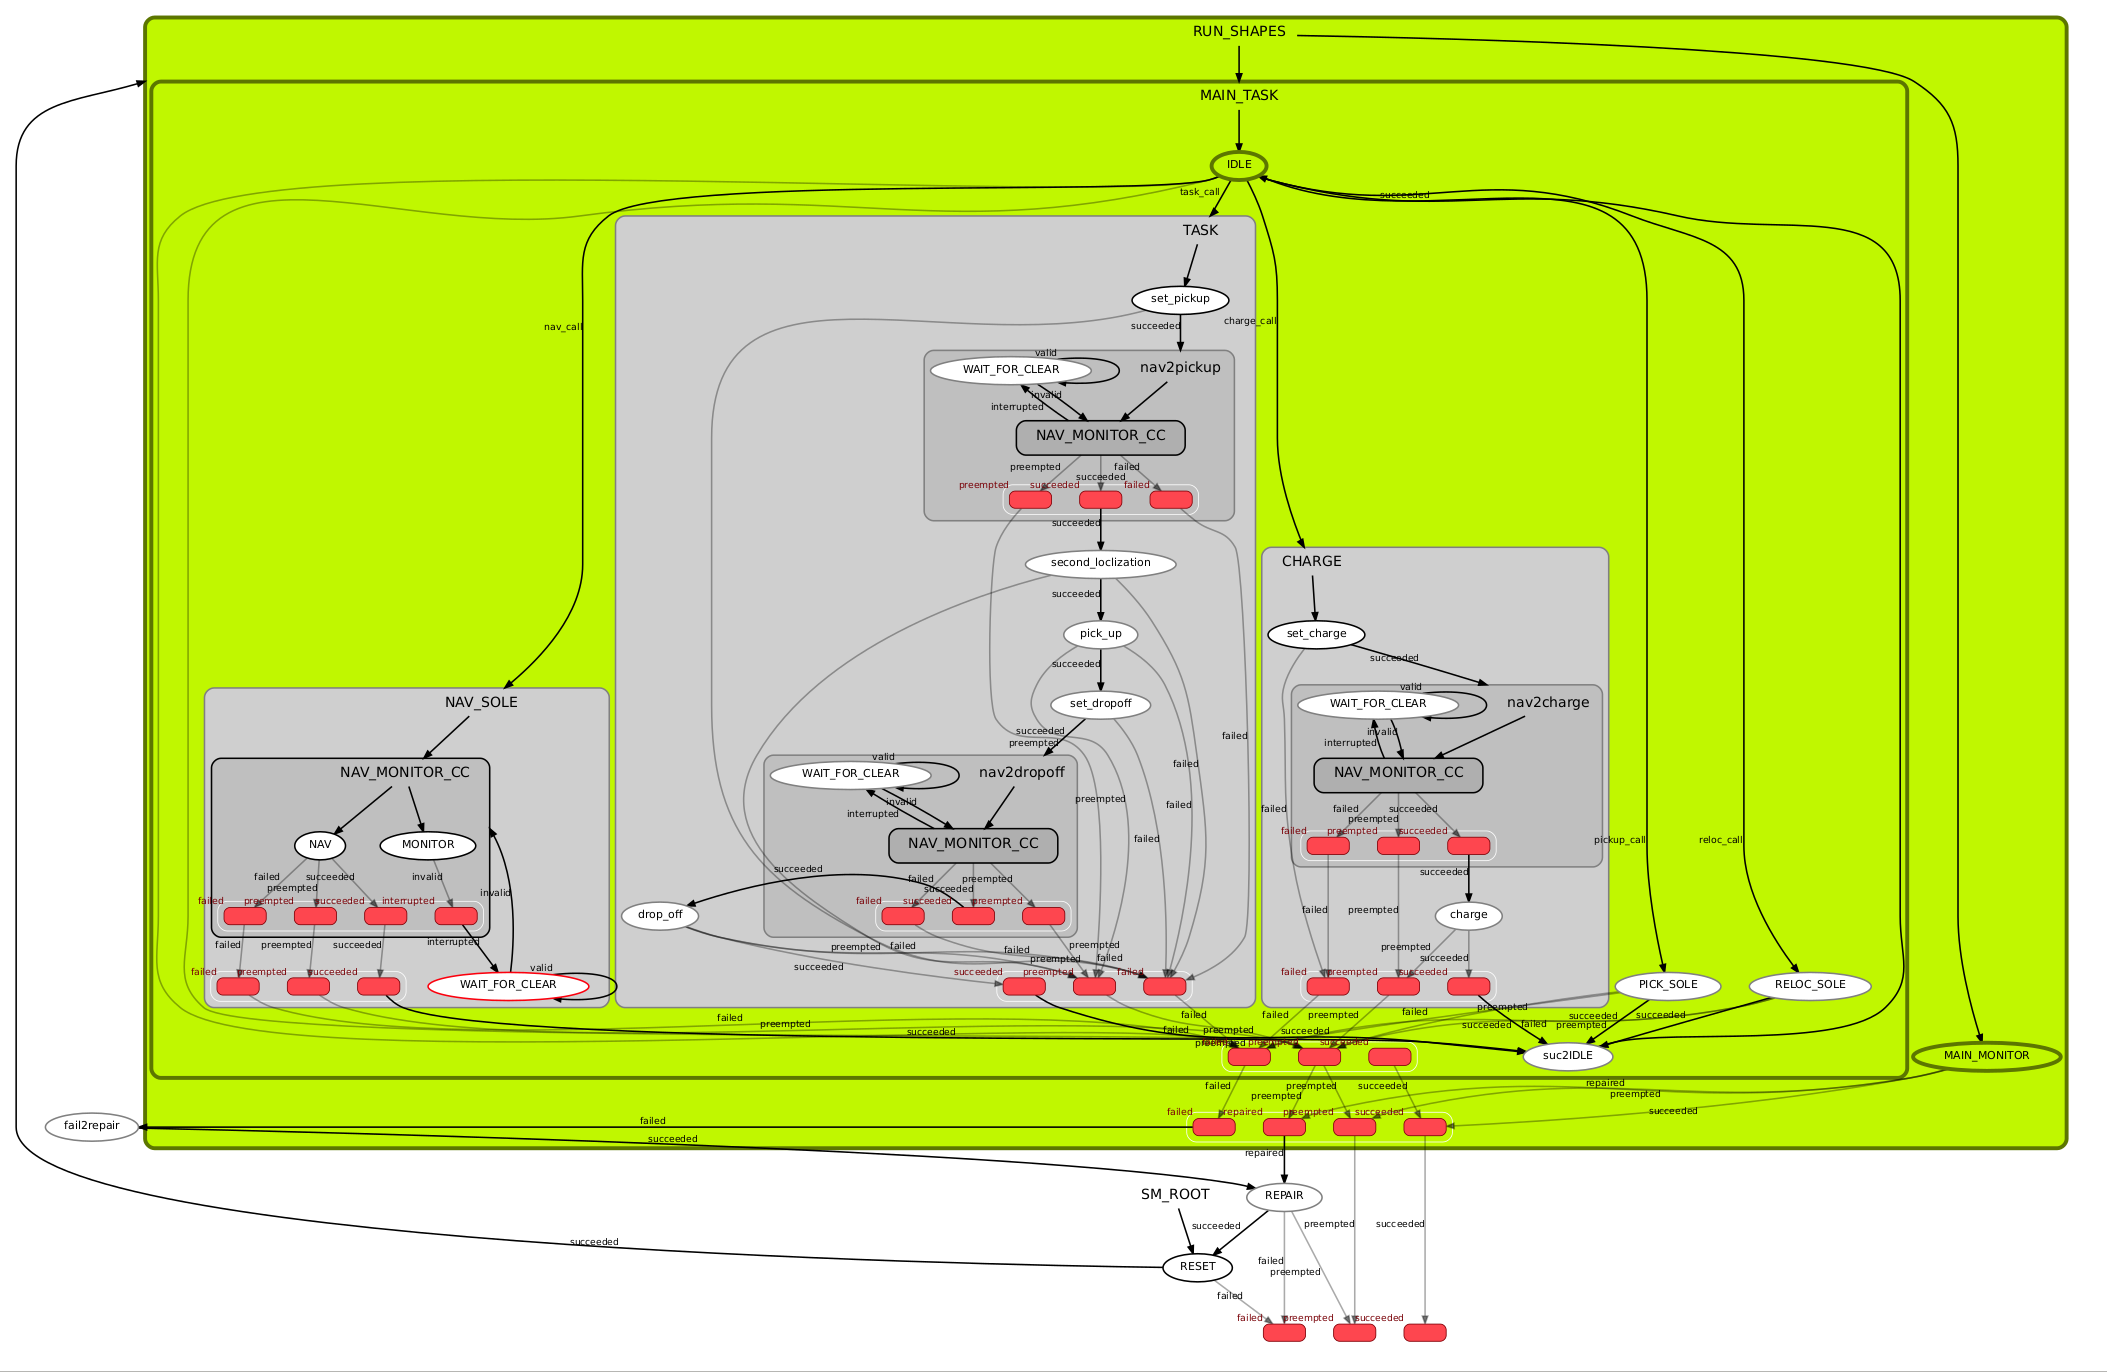 RUN_SHAPES
MAIN_TASK
IDLE
task_call
succeeded
TASK
set_pickup
nav_call
succeeded
charge_call
valid
WAIT_FOR_CLEAR
nav2pickup
invalid
interrupted
NAV_MONITOR_CC
preempted
succeeded
failed
preempted
succeeded
failed
succeeded
second_loclization
CHARGE
succeeded
pick_up
set_charge
succeeded
succeeded
valid
NAV_SOLE
set_dropoff
WAIT_FOR_CLEAR
nav2charge
succeeded
preempted
failed
invalid
interrupted
valid
failed
NAV_MONITOR_CC
WAIT_FOR_CLEAR
nav2dropoff
NAV_MONITOR_CC
invalid
interrupted
preempted
failed
failed
failed
succeeded
preempted
NAV
MONITOR
NAV_MONITOR_CC
failed
failed
preempted
succeeded
pickup_call
reloc_call
failed
preempted
succeeded
invalid
succeeded
failed
succeeded
preempted
succeeded
invalid
failed
preempted
succeeded
interrupted
failed
succeeded
preempted
drop_off
failed
preempted
charge
failed
preempted
succeeded
interrupted
preempted
failed
failed
preempted
preempted
failed
preempted
succeeded
valid
succeeded
failed
preempted
succeeded
succeeded
preempted
failed
failed
preempted
succeeded
WAIT_FOR_CLEAR
PICK_SOLE
RELOC_SOLE
failed
preempted
succeeded
failed
failed
preempted
failed
preempted
succeeded
succeeded
failed
preempted
preempted
succeeded
succeeded
preempted
preempted
succeeded
suc2IDLE
MAIN_MONITOR
failed
preempted
preempted
succeeded
repaired
preempted
succeeded
failed
repaired
preempted
succeeded
fail2repair
failed
succeeded
repaired
SM_ROOT
REPAIR
succeeded
preempted
succeeded
succeeded
RESET
failed
preempted
failed
failed
preempted
succeeded